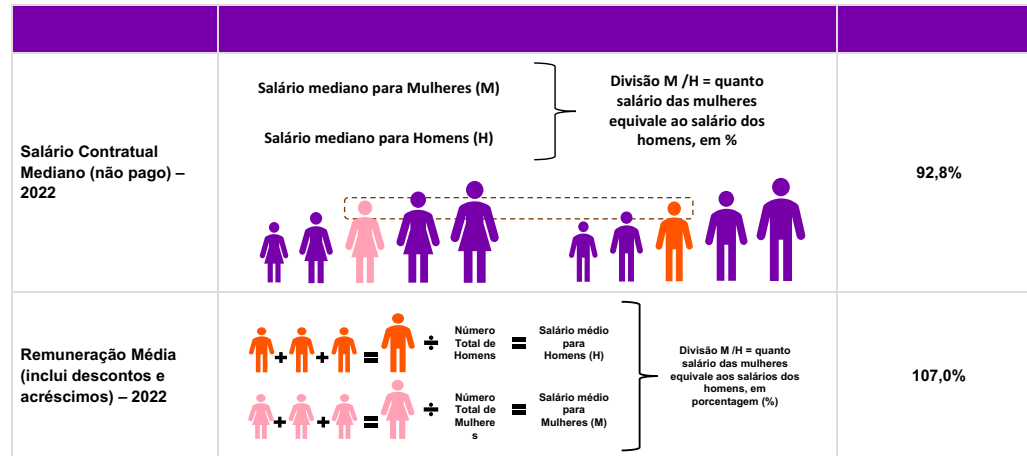 Salário Contratual
Mediano (não pago) –
2022
Salário mediano para Mulheres (M)
Salário mediano para Homens (H)
Divisão M /H = quanto
salário das mulheres
equivale ao salário dos
homens, em %
92,8%
Remuneração Média
(inclui descontos e
acréscimos) – 2022
+ + = ÷
Número
Total de
Homens
=
Salário médio
para
Homens (H)
+ + = ÷
Número
Total de
Mulhere
s
=
Salário médio
para
Mulheres (M)
Divisão M /H = quanto
salário das mulheres
equivale aos salários dos
homens, em
porcentagem (%)
107,0%